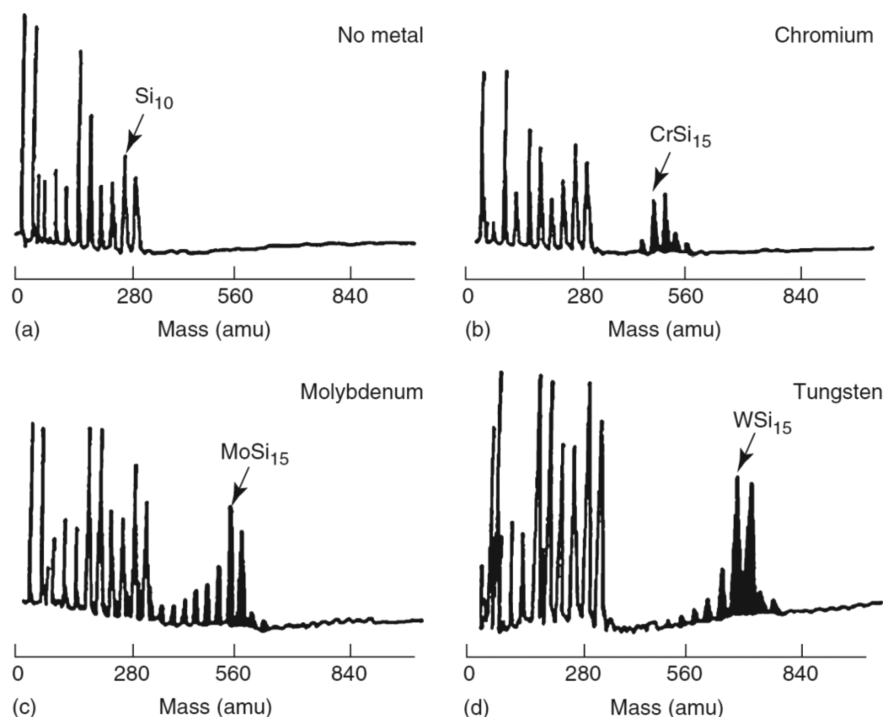 No metal
Si₁₀
0 280 560 840
(a) Mass (amu)
Chromium
CrSi₁₅
0 280 560 840
(b) Mass (amu)
Molybdenum
MoSi₁₅
0 280 560 840
(c) Mass (amu)
Tungsten
WSi₁₅
0 280 560 840
(d) Mass (amu)